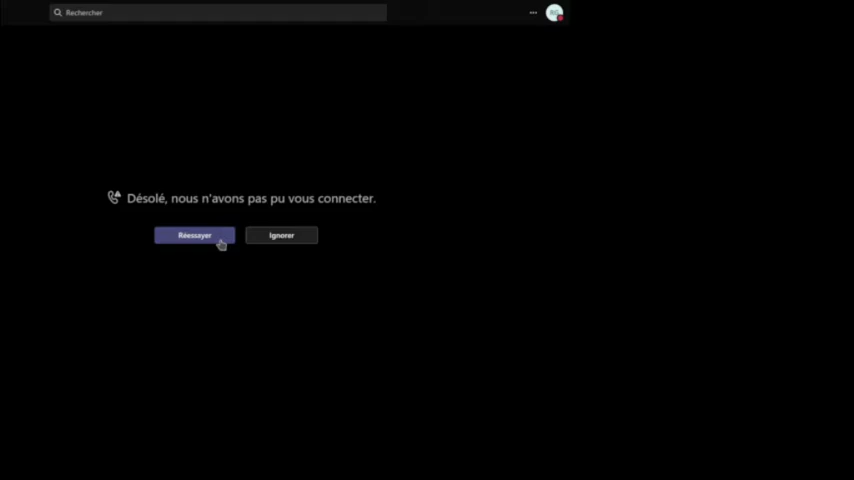 Rechercher
Désolé, nous n'avons pas pu vous connecter.
Réessayer
Ignorer